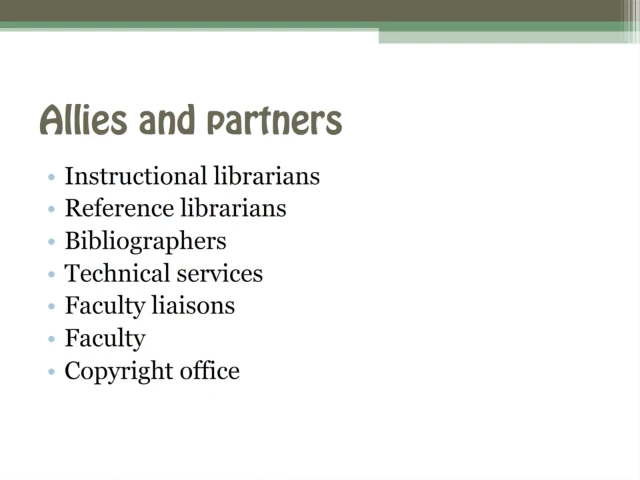 Allies and partners
• Instructional librarians
• Reference librarians
• Bibliographers
• Technical services
• Faculty liaisons
• Faculty
• Copyright office